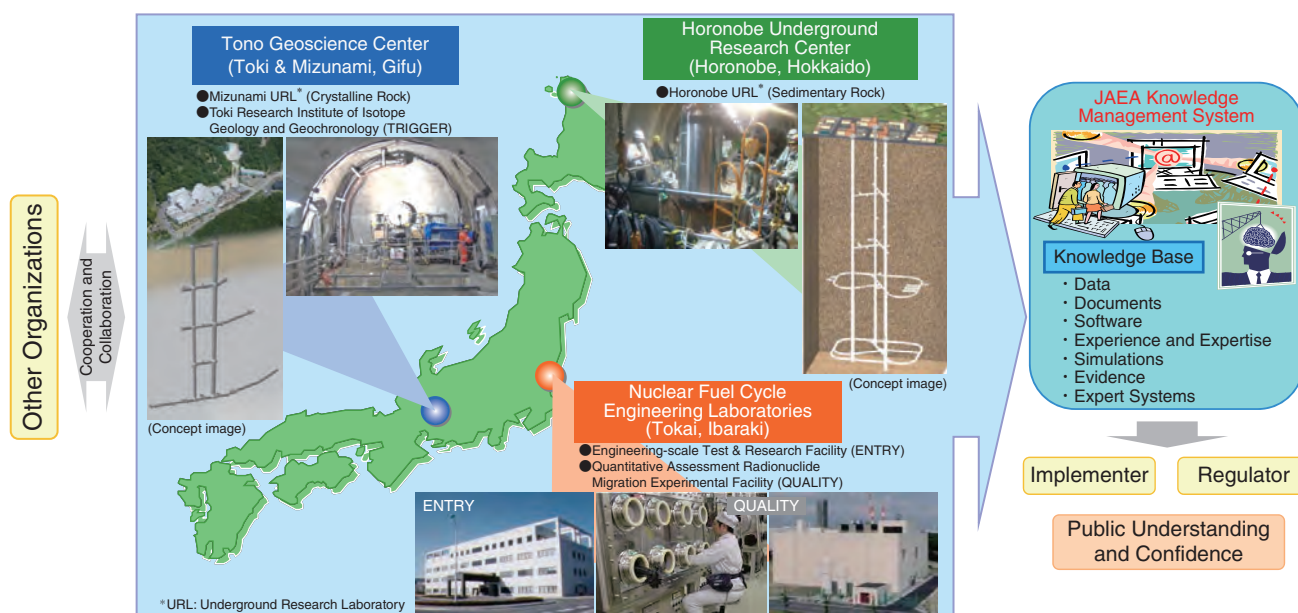 Other Organizations
Cooperation and
Collaboration
Tono Geoscience Center
(Toki & Mizunami, Gifu)
●Mizunami URL* (Crystalline Rock)
●Toki Research Institute of Isotope
Geology and Geochronology (TRIGGER)
(Concept image)
Horonobe Underground
Research Center
(Horonobe, Hokkaido)
●Horonobe URL* (Sedimentary Rock)
(Concept image)
Nuclear Fuel Cycle
Engineering Laboratories
(Tokai, Ibaraki)
●Engineering-scale Test & Research Facility (ENTRY)
●Quantitative Assessment Radionuclide
Migration Experimental Facility (QUALITY)
ENTRY
QUALITY
*URL: Underground Research Laboratory
JAEA Knowledge
Management System
@
Knowledge Base
・Data
・Documents
・Software
・Experience and Expertise
・Simulations
・Evidence
・Expert Systems
Implementer
Regulator
Public Understanding
and Confidence